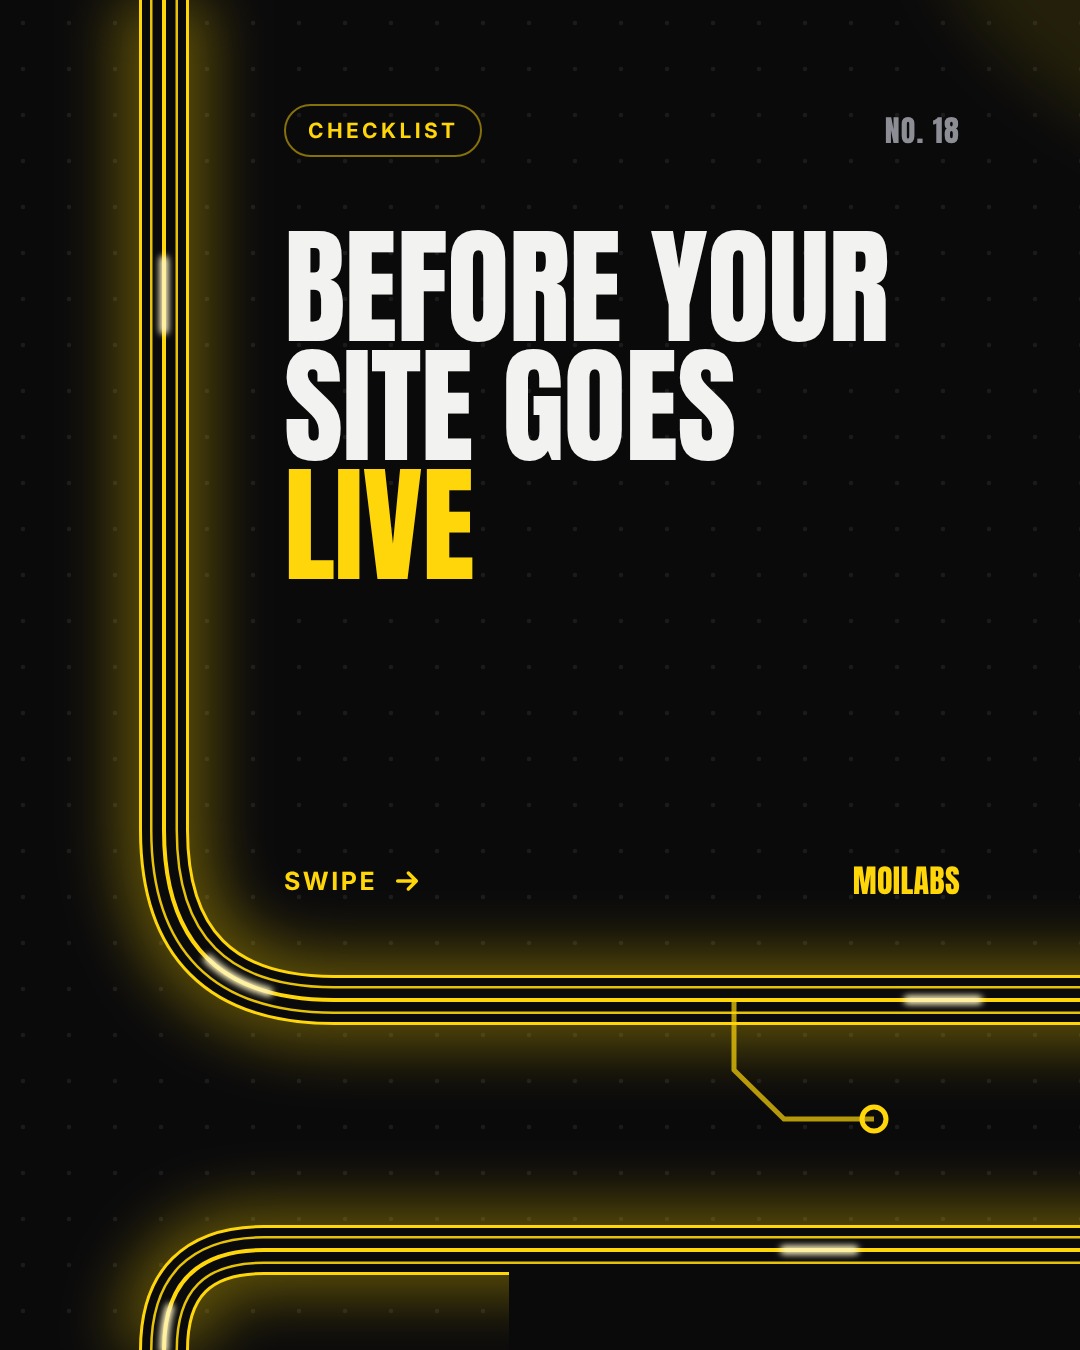 CHECKLIST
NO. 18
BEFORE YOUR
SITE GOES
LIVE
SWIPE →
MOILABS